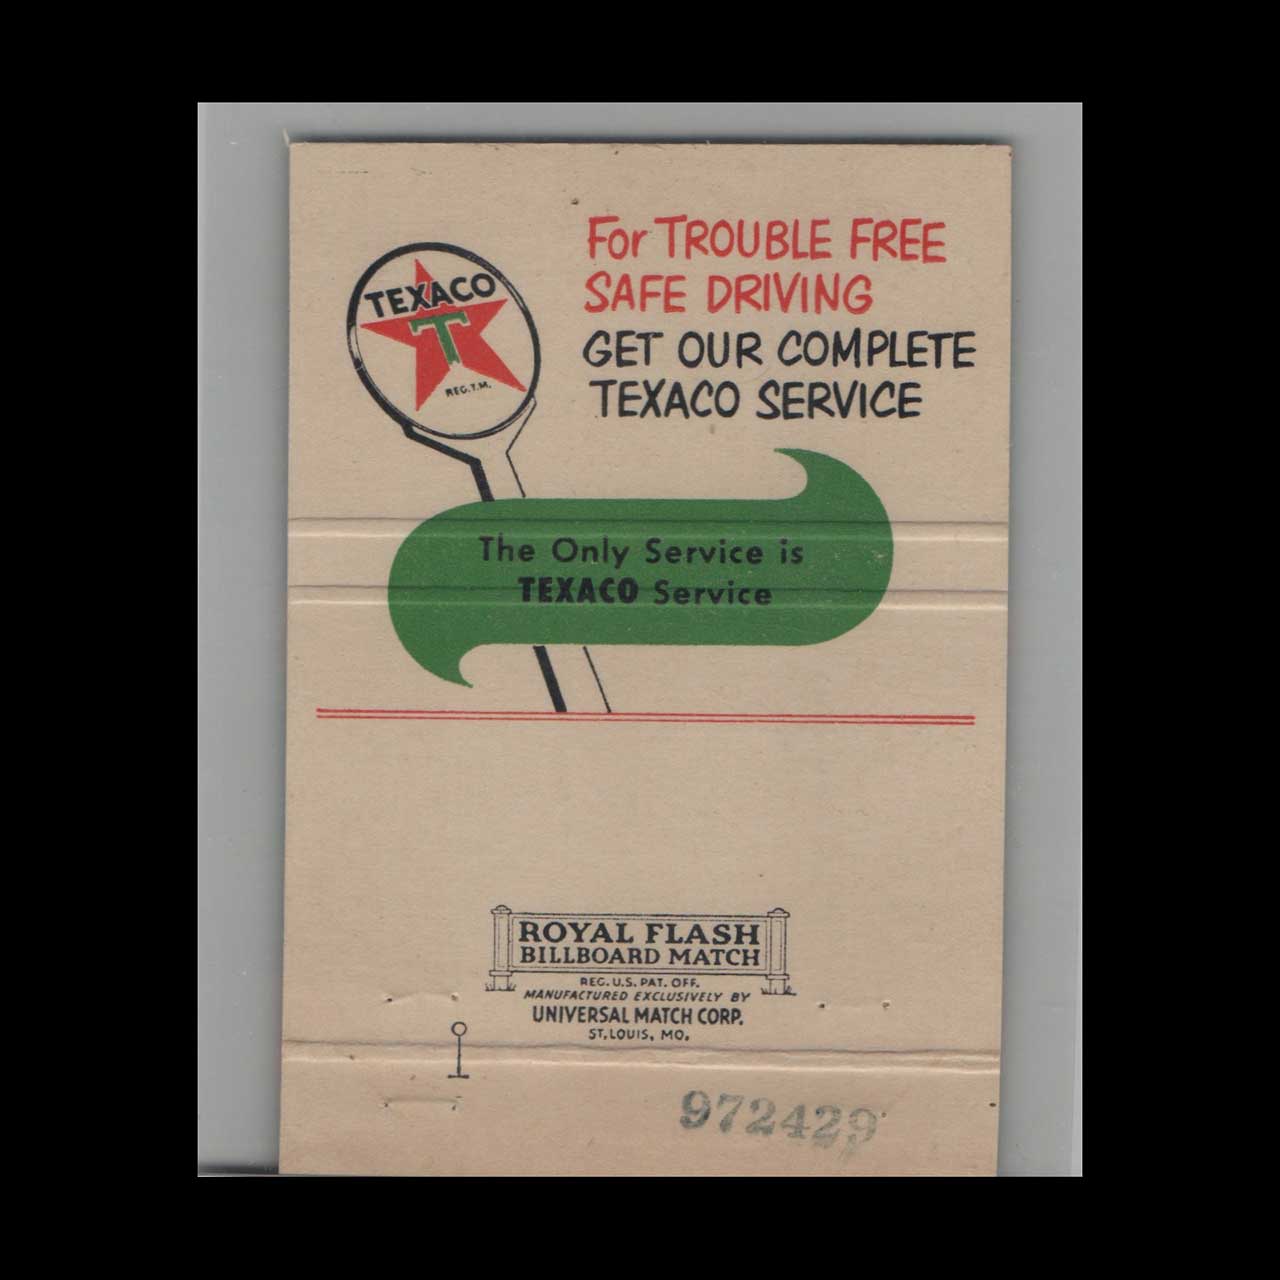 TEXACO
T
REG.T.M.
For TROUBLE FREE
SAFE DRIVING
GET OUR COMPLETE
TEXACO SERVICE
The Only Service is
TEXACO Service
ROYAL FLASH
BILLBOARD MATCH
REG. U.S. PAT. OFF.
MANUFACTURED EXCLUSIVELY BY
UNIVERSAL MATCH CORP.
ST. LOUIS, MO.
972429